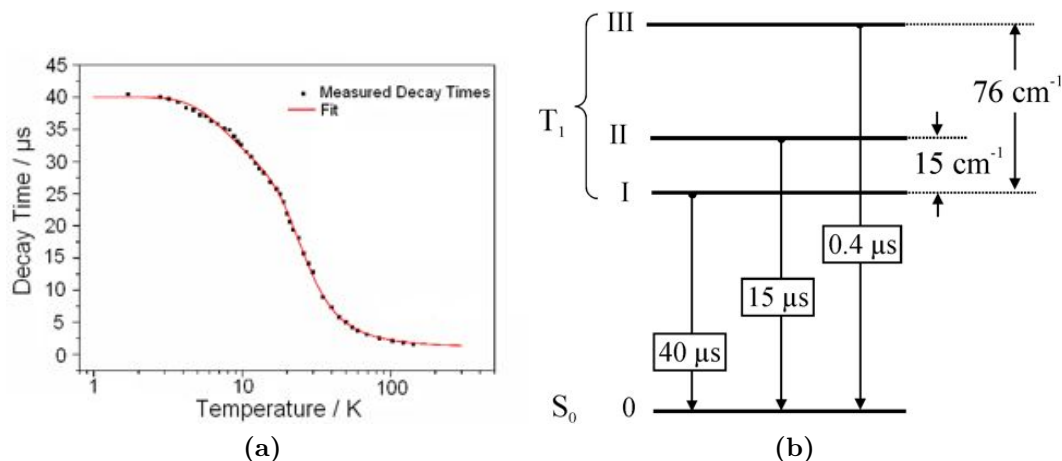 45
40
35
30
25
20
15
10
5
0
Decay Time / µs
Measured Decay Times
Fit
1
10
100
Temperature / K
(a)
III
II
I
T₁
76 cm⁻¹
15 cm⁻¹
0.4 µs
15 µs
40 µs
S₀
0
(b)